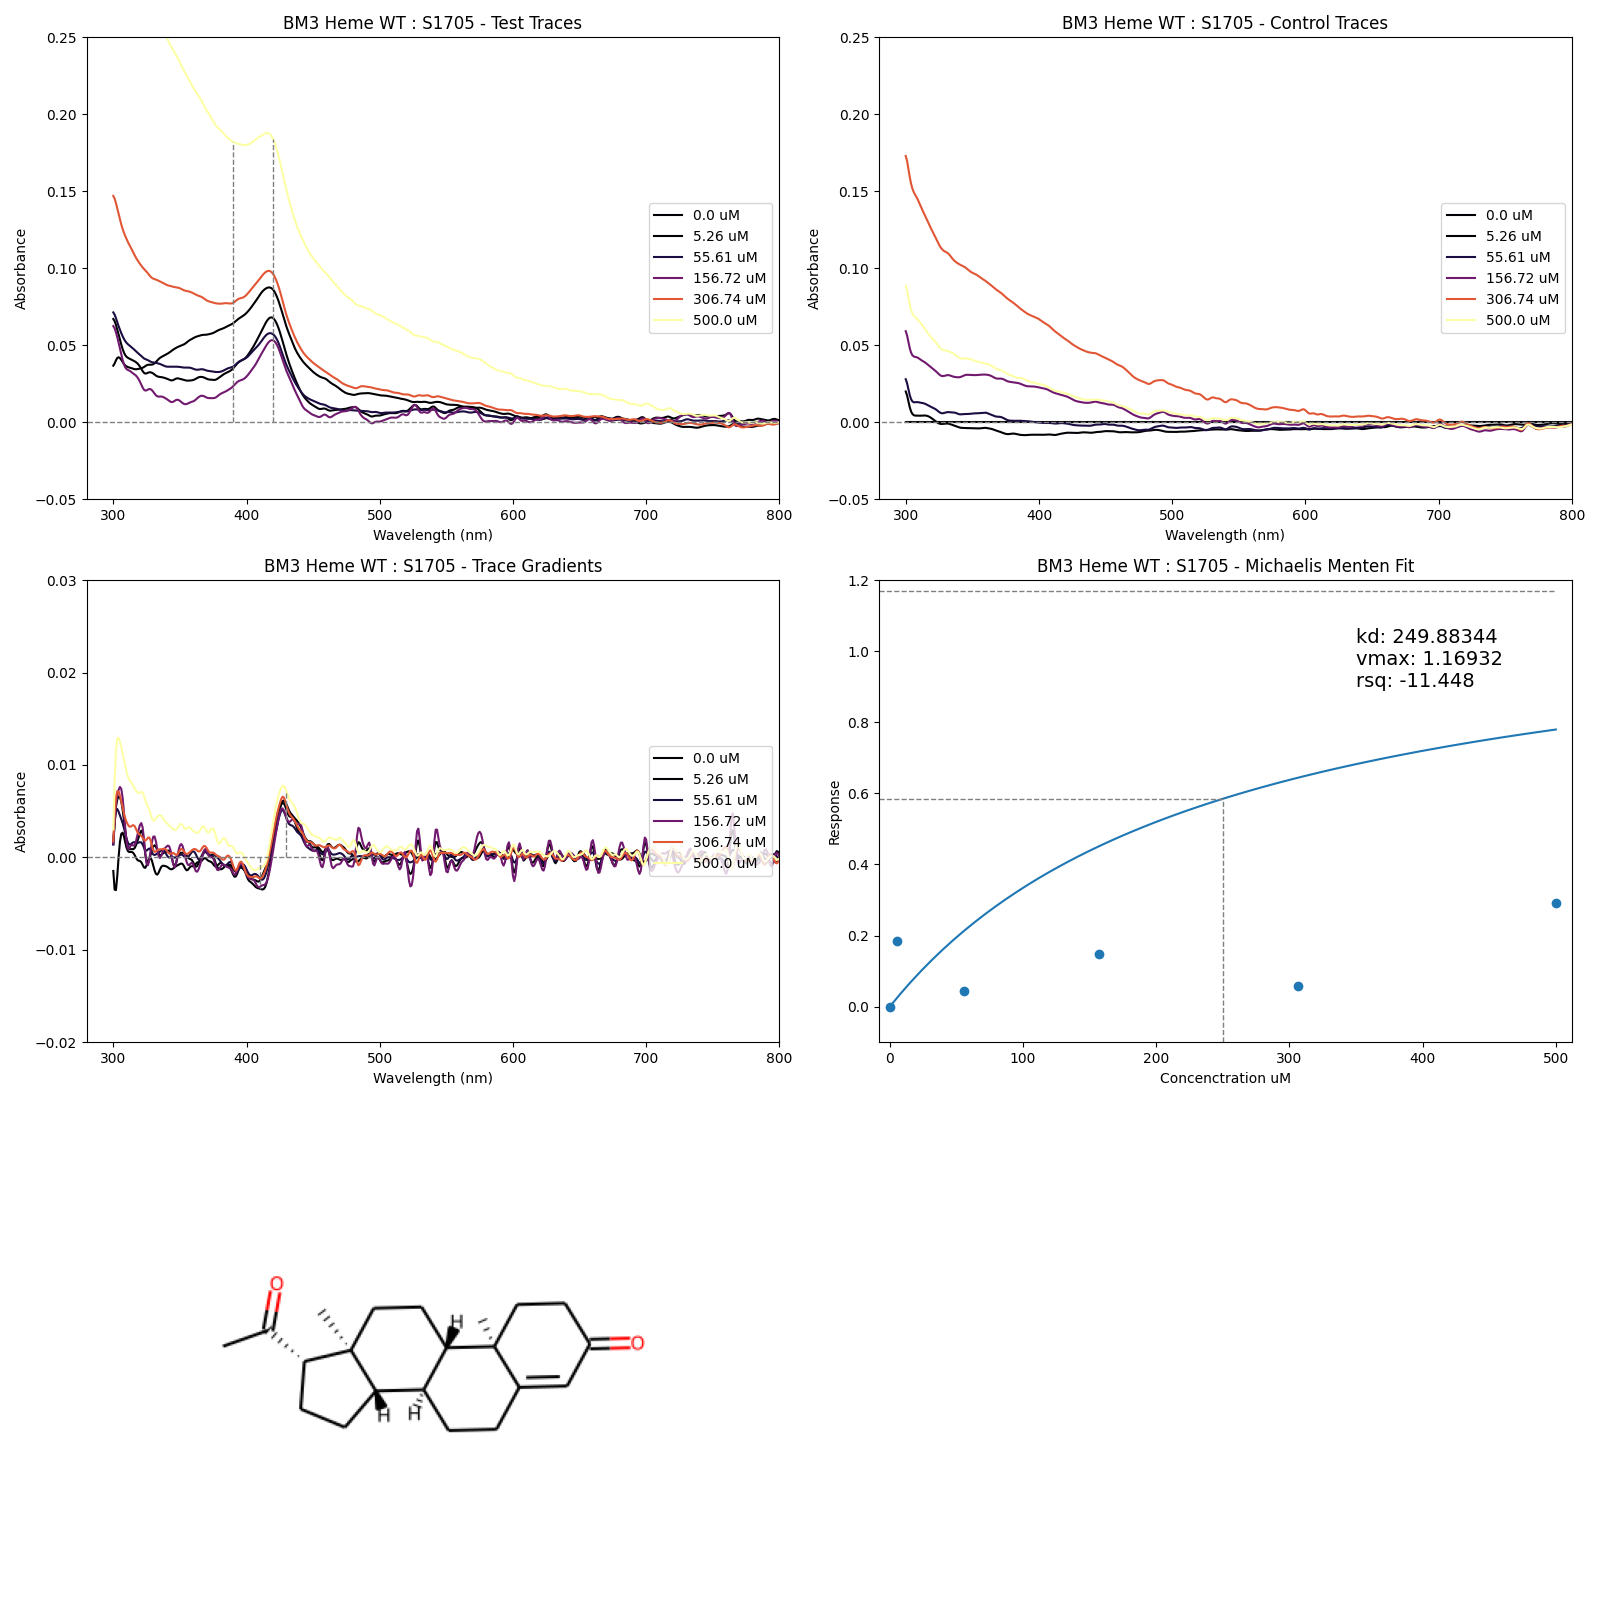 BM3 Heme WT : S1705 - Test Traces
0.25
0.20
0.15
0.10
0.05
0.00
−0.05
Absorbance
300 400 500 600 700 800
Wavelength (nm)
0.0 uM
5.26 uM
55.61 uM
156.72 uM
306.74 uM
500.0 uM
BM3 Heme WT : S1705 - Control Traces
0.25
0.20
0.15
0.10
0.05
0.00
−0.05
Absorbance
300 400 500 600 700 800
Wavelength (nm)
0.0 uM
5.26 uM
55.61 uM
156.72 uM
306.74 uM
500.0 uM
BM3 Heme WT : S1705 - Trace Gradients
0.03
0.02
0.01
0.00
−0.01
−0.02
Absorbance
300 400 500 600 700 800
Wavelength (nm)
0.0 uM
5.26 uM
55.61 uM
156.72 uM
306.74 uM
500.0 uM
BM3 Heme WT : S1705 - Michaelis Menten Fit
1.2
1.0
0.8
0.6
0.4
0.2
0.0
Response
kd: 249.88344
vmax: 1.16932
rsq: -11.448
0 100 200 300 400 500
Concenctration uM
O
H
O
H H